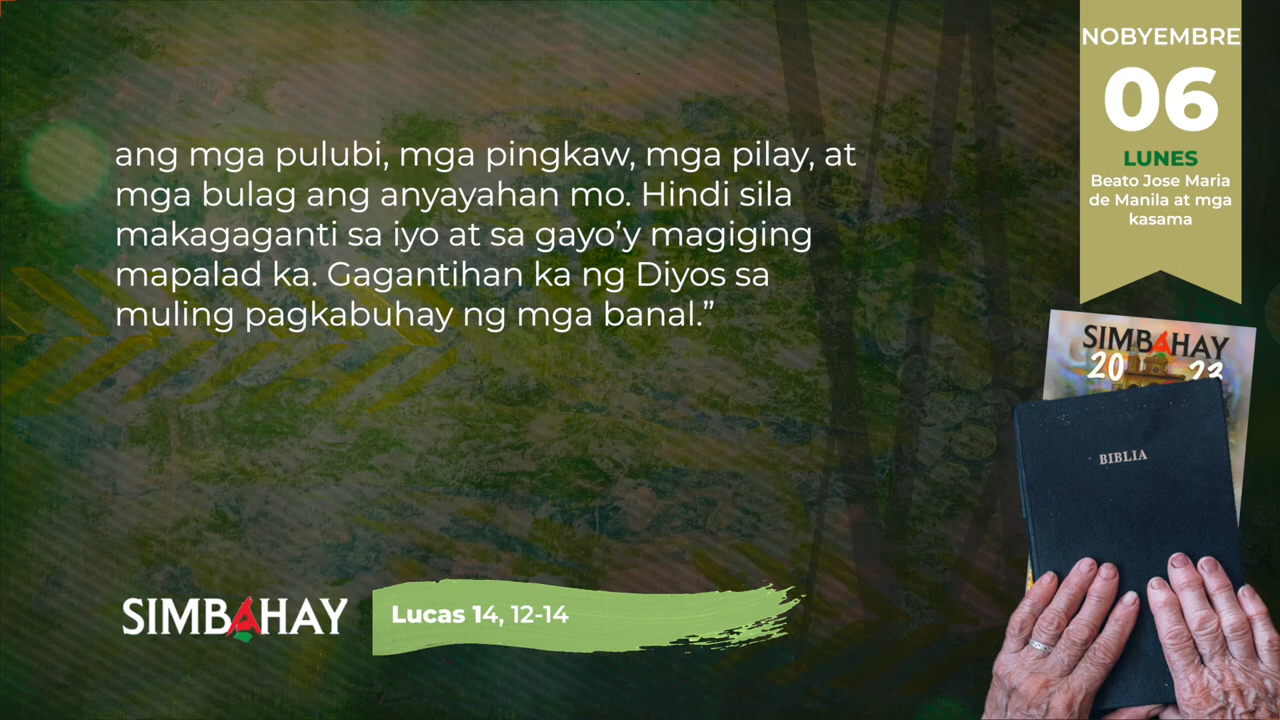 ang mga pulubi, mga pingkaw, mga pilay, at
mga bulag ang anyayahan mo. Hindi sila
makagaganti sa iyo at sa gayo’y magiging
mapalad ka. Gagantihan ka ng Diyos sa
muling pagkabuhay ng mga banal.”
SIMBAHAY
Lucas 14, 12-14
NOBYEMBRE
06
LUNES
Beato Jose Maria
de Manila at mga
kasama
SIMBAHAY
20 23
BIBLIA